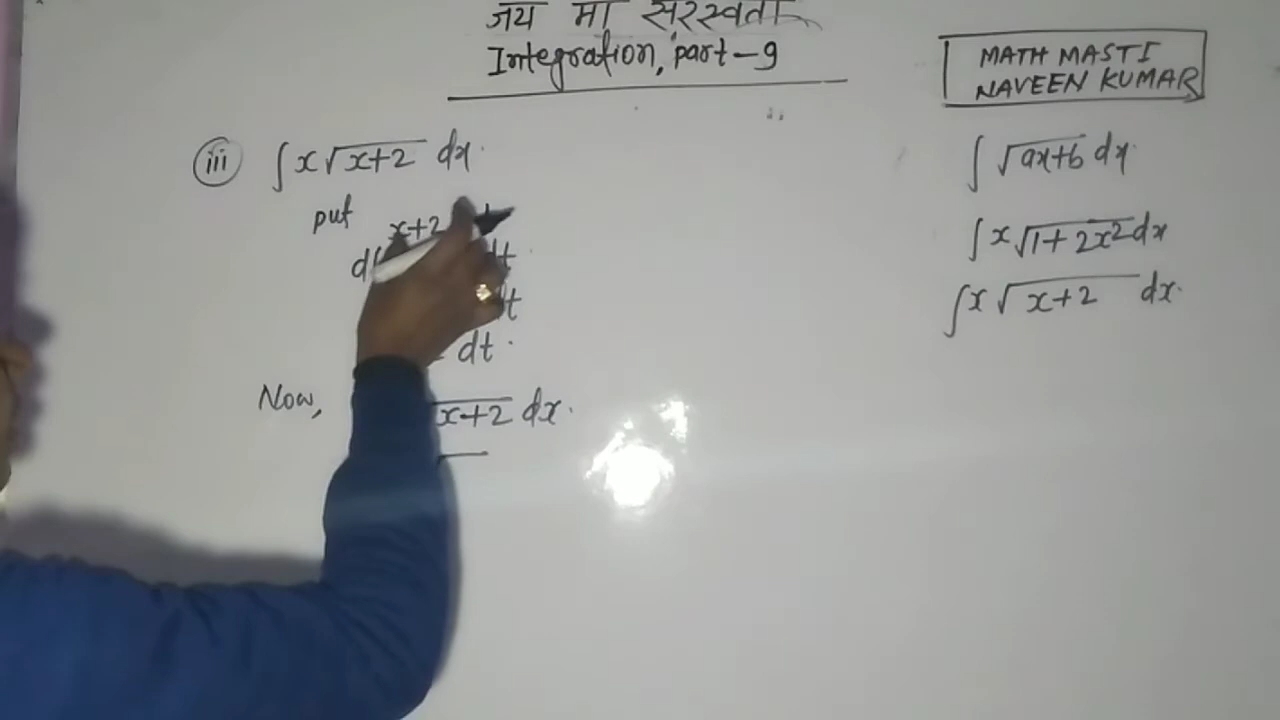 जय माँ सरस्वती
Integration, part-9
MATH MASTI
NAVEEN KUMAR
(iii) ∫ x √(x+2) dx.
put x+2
dt
dt
dt.
Now, √(x+2) dx.
∫ √(ax+b) dx.
∫ x √(1+2x²) dx
∫ x √(x+2) dx.